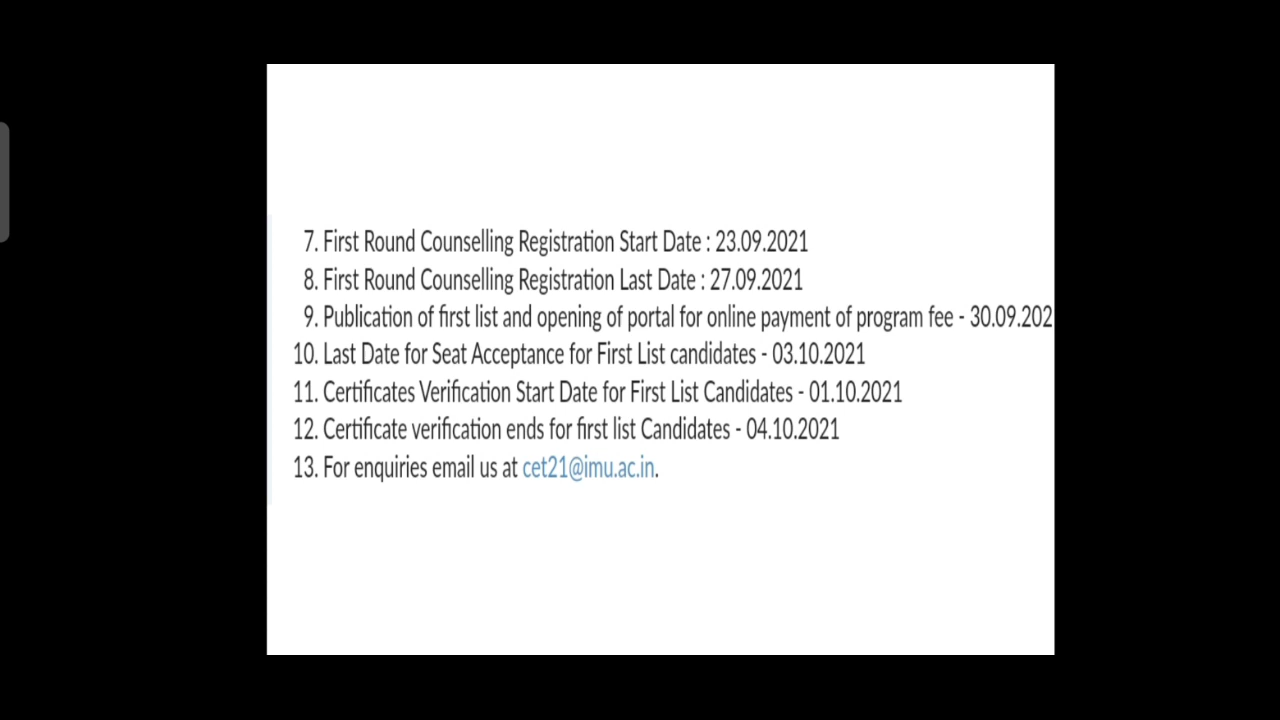 7. First Round Counselling Registration Start Date : 23.09.2021
8. First Round Counselling Registration Last Date : 27.09.2021
9. Publication of first list and opening of portal for online payment of program fee - 30.09.202
10. Last Date for Seat Acceptance for First List candidates - 03.10.2021
11. Certificates Verification Start Date for First List Candidates - 01.10.2021
12. Certificate verification ends for first list Candidates - 04.10.2021
13. For enquiries email us at cet21@imu.ac.in.